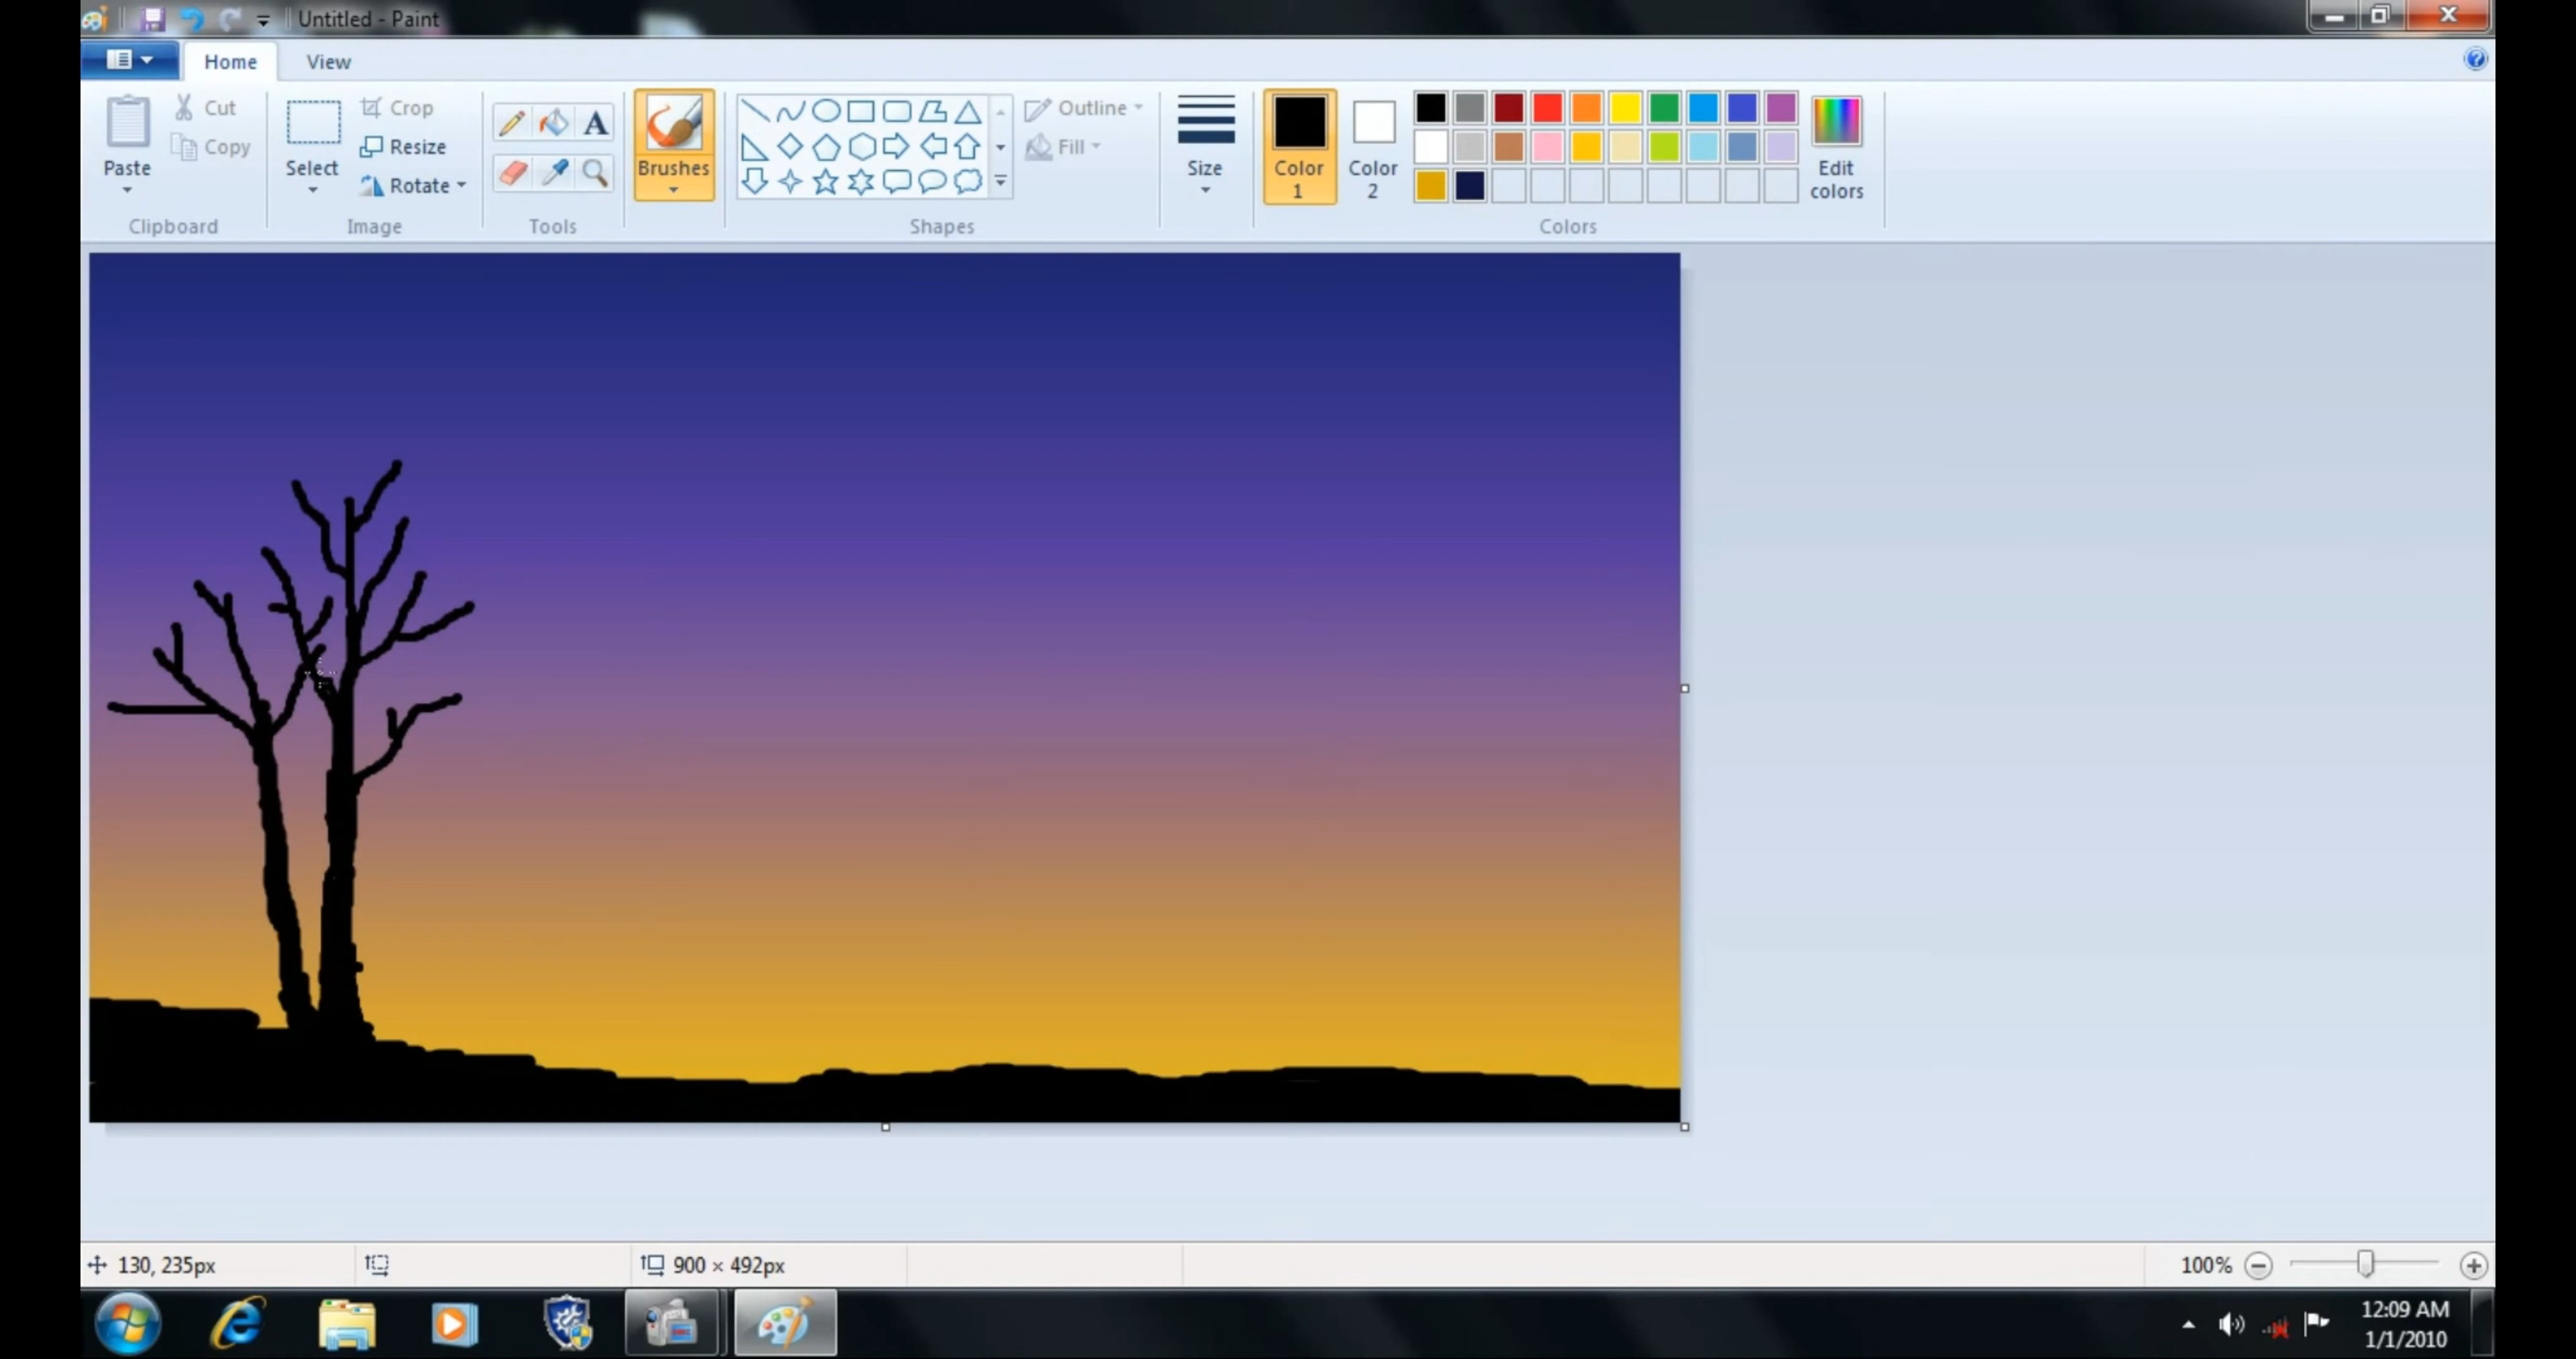 Untitled - Paint
Home View
Paste
Cut
Copy
Clipboard
Select
Crop
Resize
Rotate
Image
A
Tools
Brushes
Shapes
Outline
Fill
Size
Color 1
Color 2
Edit colors
Colors
130, 235px
900 × 492px
100%
12:09 AM
1/1/2010